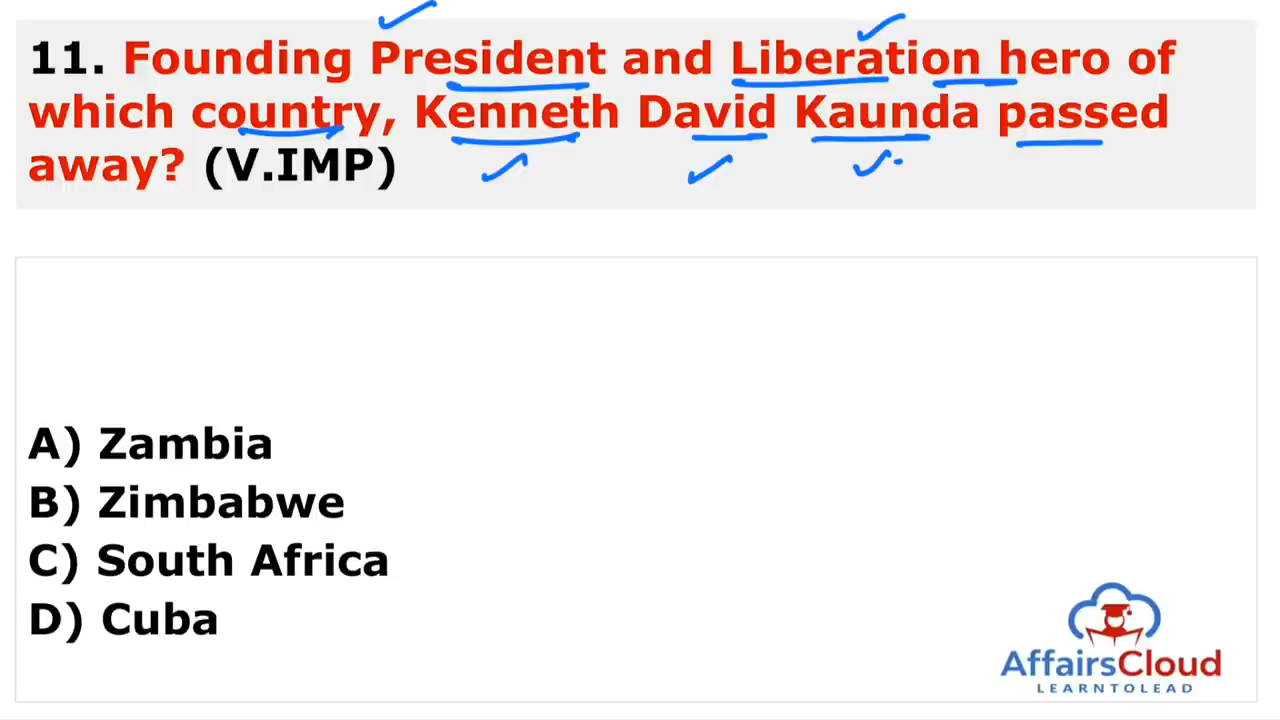 11. Founding President and Liberation hero of
which country, Kenneth David Kaunda passed
away? (V.IMP)
A) Zambia
B) Zimbabwe
C) South Africa
D) Cuba
AffairsCloud
LEARNTOLEAD